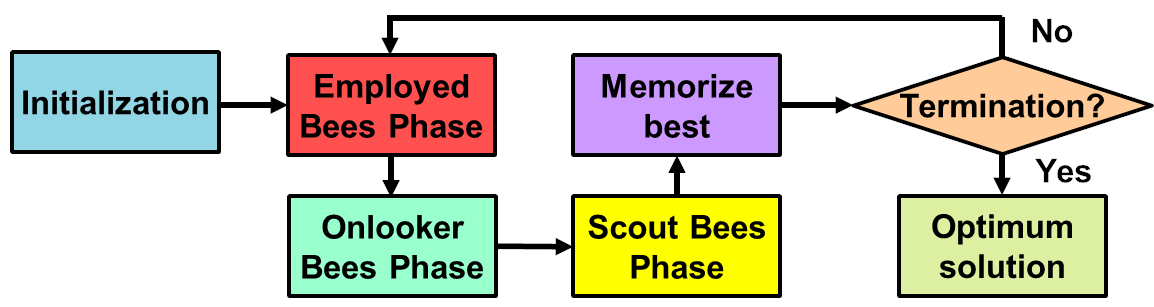 Initialization
Employed
Bees Phase
Onlooker
Bees Phase
Scout Bees
Phase
Memorize
best
Termination?
No
Yes
Optimum
solution